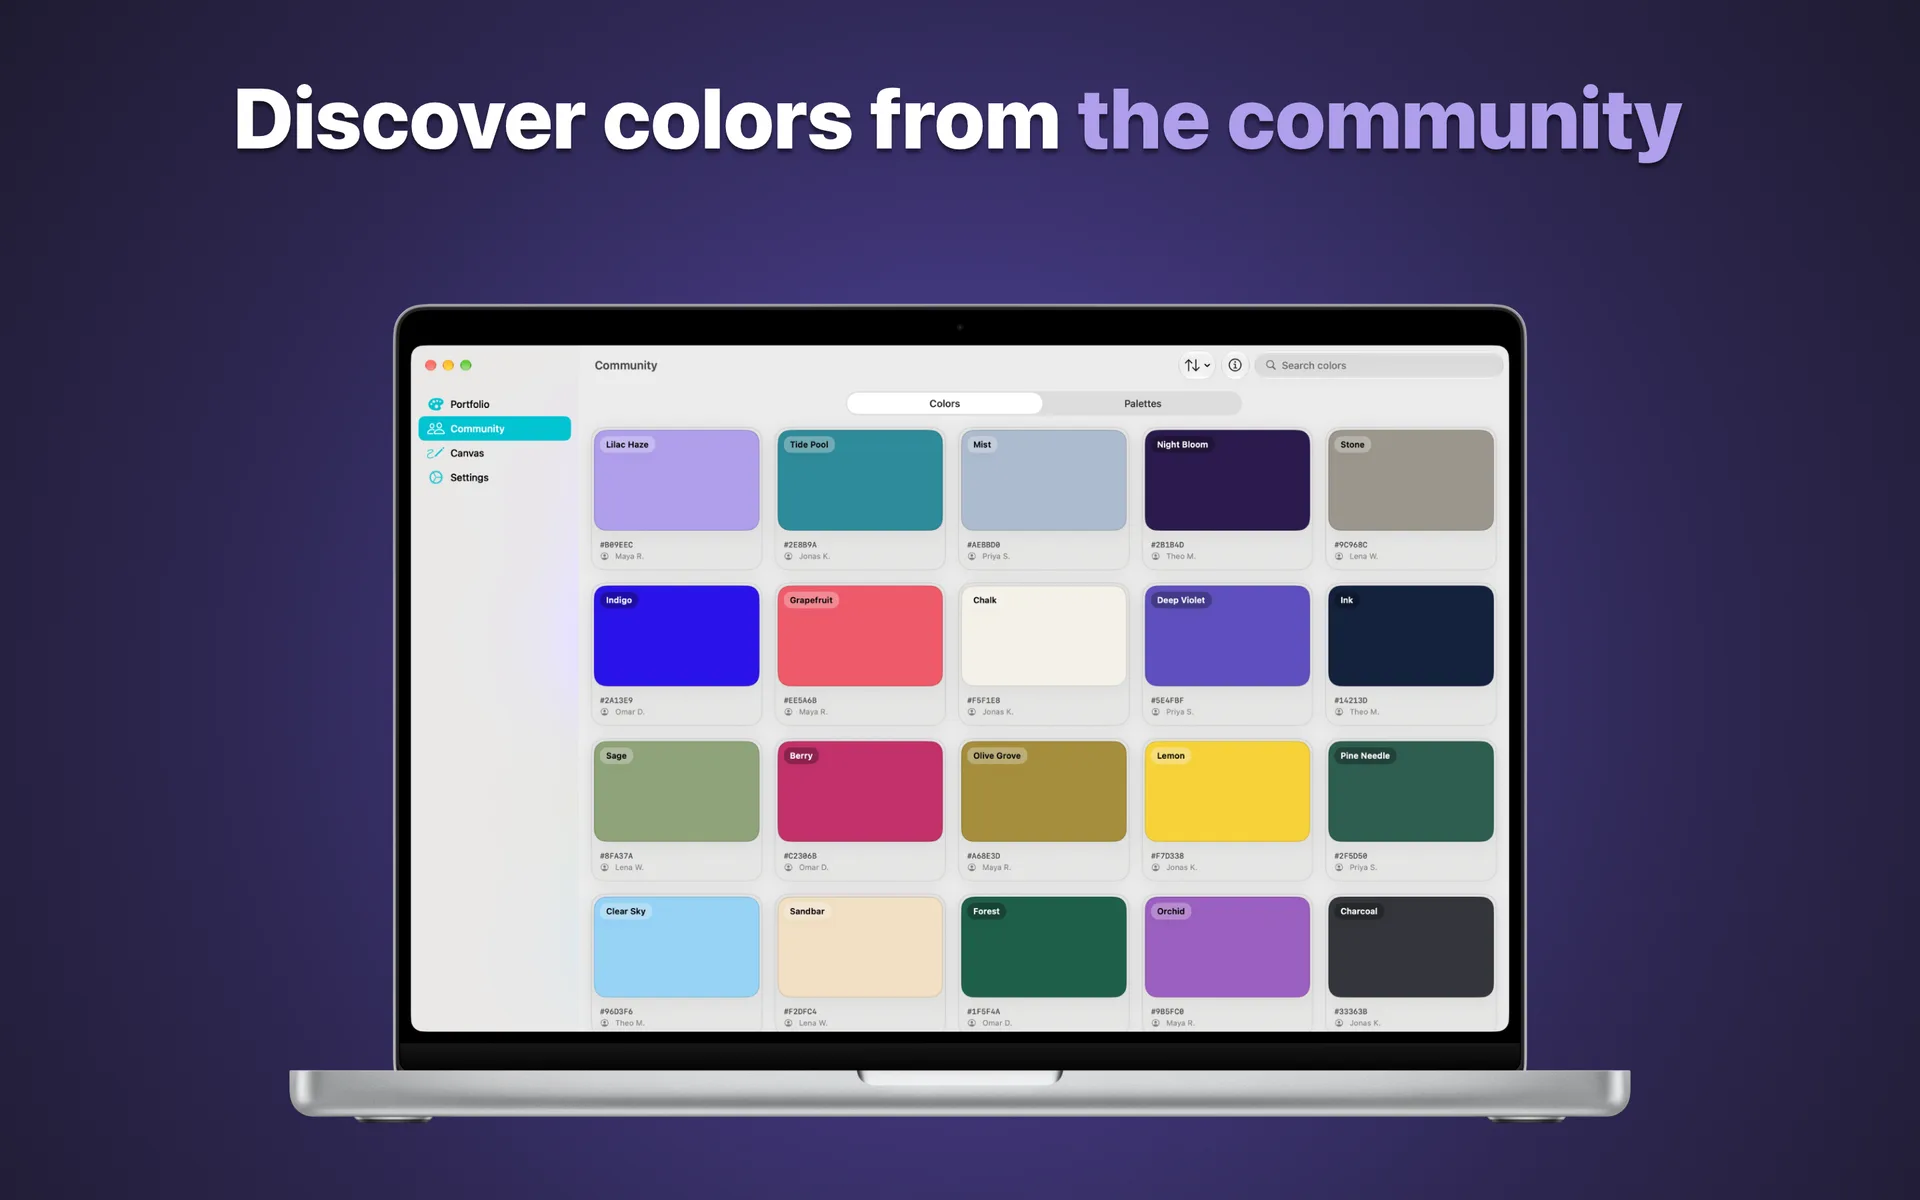 Discover colors from the community
Community
Search colors
Portfolio
Community
Canvas
Settings
Colors
Palettes
Lilac Haze
#B09EEC
Maya R.
Tide Pool
#2E8B9A
Jonas K.
Mist
#AEBBD0
Priya S.
Night Bloom
#2B1B4D
Theo M.
Stone
#9C968C
Lena W.
Indigo
#2A13E9
Omar D.
Grapefruit
#EE5A6B
Maya R.
Chalk
#F5F1E8
Jonas K.
Deep Violet
#5E4FBF
Priya S.
Ink
#14213D
Theo M.
Sage
#8FA37A
Lena W.
Berry
#C2306B
Omar D.
Olive Grove
#A68E3D
Maya R.
Lemon
#F7D338
Jonas K.
Pine Needle
#2F5D50
Priya S.
Clear Sky
#96D3F6
Theo M.
Sandbar
#F2DFC4
Lena W.
Forest
#1F5F4A
Omar D.
Orchid
#9B5FC0
Maya R.
Charcoal
#33363B
Jonas K.